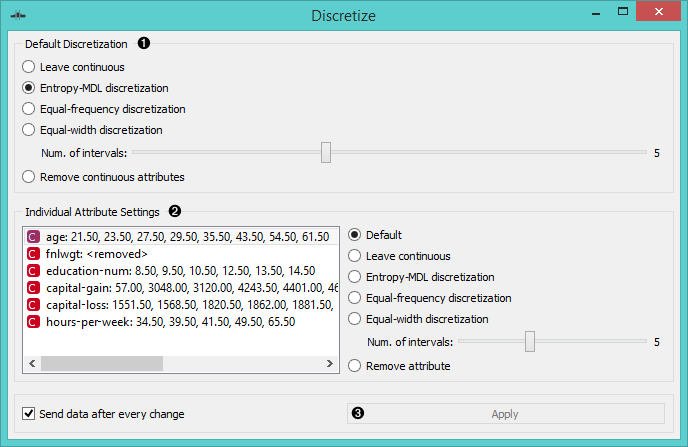 Discretize
Default Discretization 1
Leave continuous
Entropy-MDL discretization
Equal-frequency discretization
Equal-width discretization
Num. of intervals: 5
Remove continuous attributes
Individual Attribute Settings 2
C age: 21.50, 23.50, 27.50, 29.50, 35.50, 43.50, 54.50, 61.50
C fnlwgt: <removed>
C education-num: 8.50, 9.50, 10.50, 12.50, 13.50, 14.50
C capital-gain: 57.00, 3048.00, 3120.00, 4243.50, 4401.00, 46
C capital-loss: 1551.50, 1568.50, 1820.50, 1862.00, 1881.50,
C hours-per-week: 34.50, 39.50, 41.50, 49.50, 65.50
Default
Leave continuous
Entropy-MDL discretization
Equal-frequency discretization
Equal-width discretization
Num. of intervals: 5
Remove attribute
Send data after every change
3 Apply